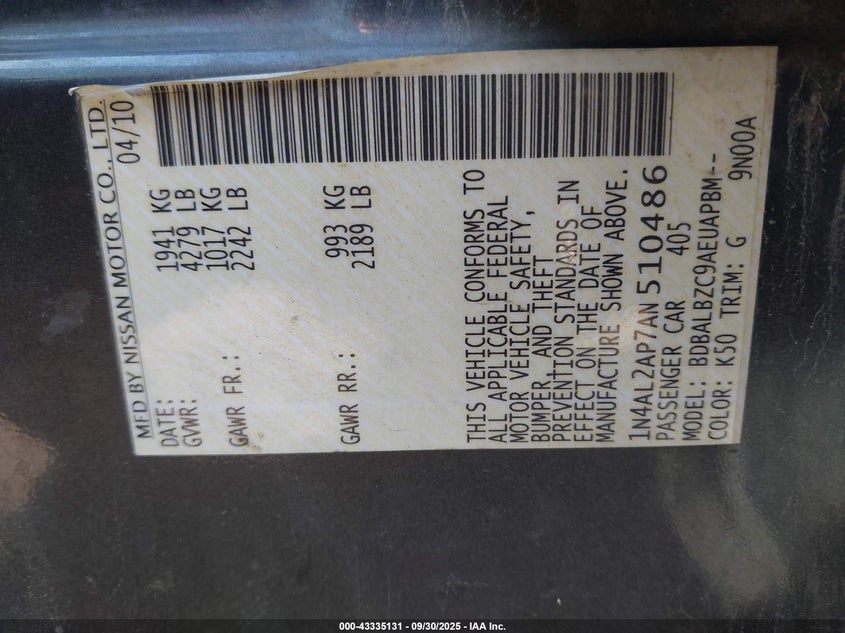 MFD BY NISSAN MOTOR CO., LTD.
DATE: 04/10
GVWR: 1941 KG
4279 LB
GAWR FR.: 1017 KG
2242 LB
GAWR RR.: 993 KG
2189 LB
THIS VEHICLE CONFORMS TO
ALL APPLICABLE FEDERAL
MOTOR VEHICLE SAFETY,
BUMPER, AND THEFT
PREVENTION STANDARDS IN
EFFECT ON THE DATE OF
MANUFACTURE SHOWN ABOVE.
1N4AL2AP7AN510486
PASSENGER CAR 405
MODEL: BDBALBZC9AEUAPBM--
COLOR: K50 TRIM: G 9N00A
000-43335131 - 09/30/2025 - IAA Inc.